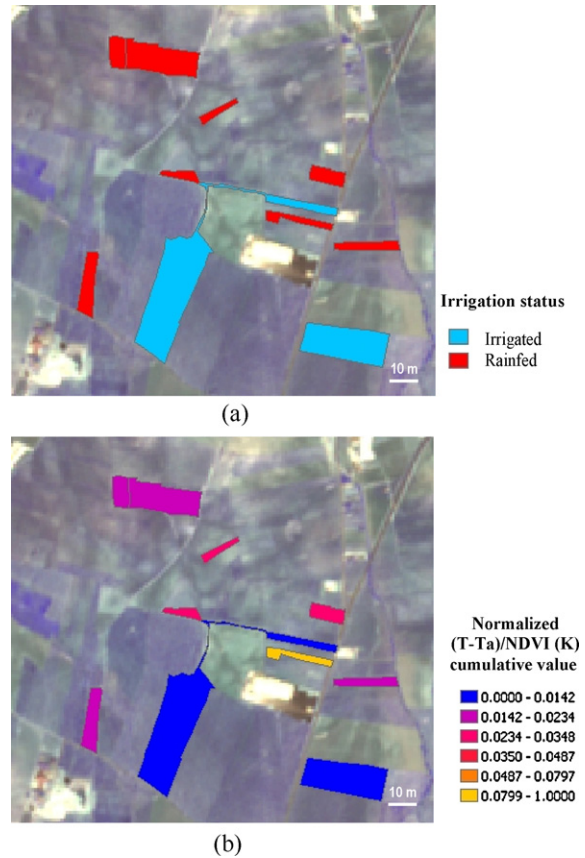 Irrigation status
Irrigated
Rainfed
10 m
(a)
Normalized
(T-Ta)/NDVI (K)
cumulative value
0.0000 - 0.0142
0.0142 - 0.0234
0.0234 - 0.0348
0.0350 - 0.0487
0.0487 - 0.0797
0.0799 - 1.0000
10 m
(b)